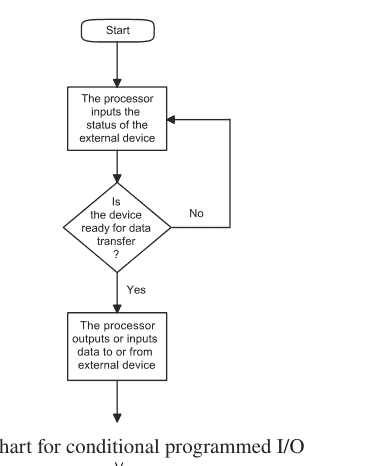 Start
The processor
inputs the
status of the
external device
Is
the device
ready for data
transfer
?
No
Yes
The processor
outputs or inputs
data to or from
external device
hart for conditional programmed I/O